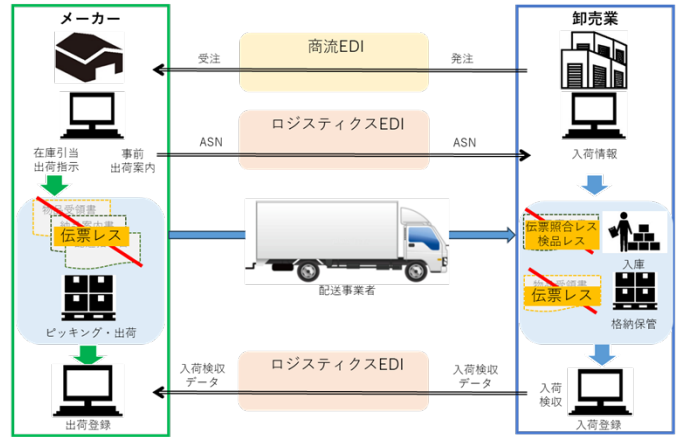 メーカー
卸売業
商流EDI
受注
発注
ロジスティクスEDI
ASN
ASN
在庫引当
出荷指示
事前
出荷案内
入荷情報
物品受領書
伝票レス
配送事業者
伝票照合レス
検品レス
入庫
伝票レス
格納保管
ピッキング・出荷
ロジスティクスEDI
入荷検収
データ
入荷検収
データ
入荷
検収
出荷登録
入荷登録